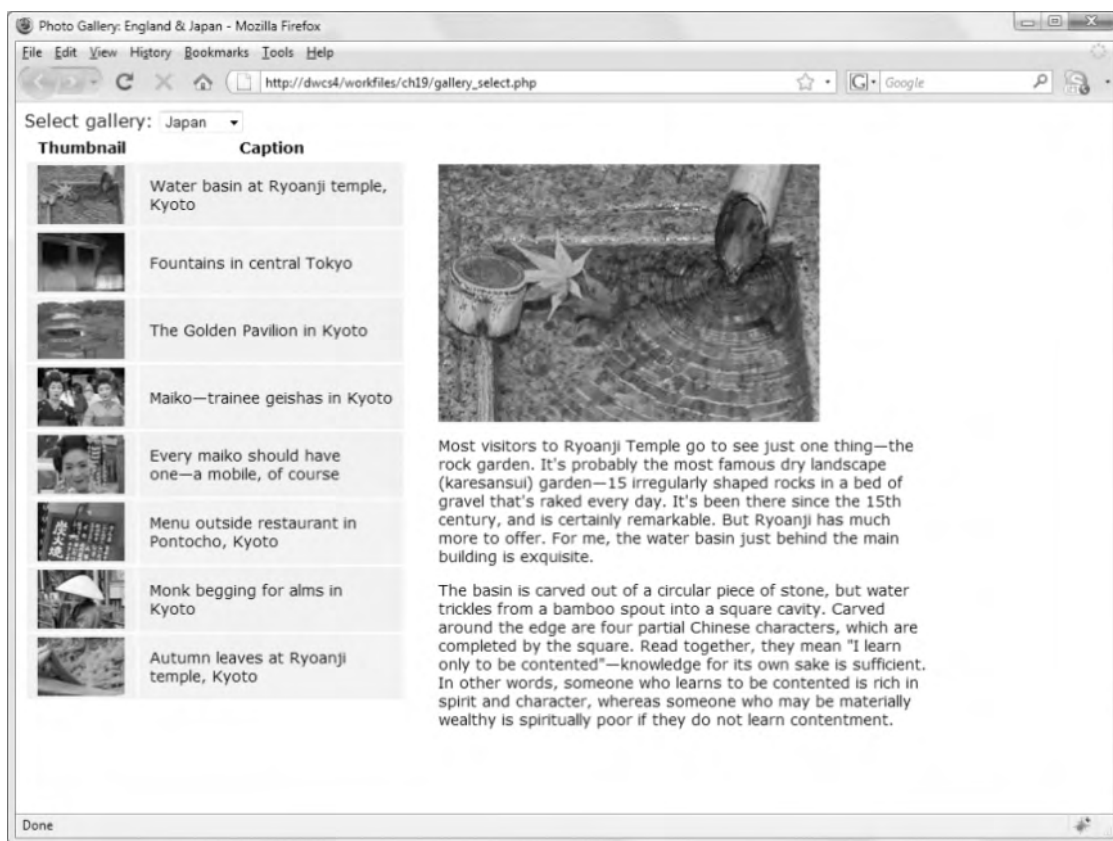 Photo Gallery: England & Japan - Mozilla Firefox
File Edit View History Bookmarks Tools Help
http://dwcs4/workfiles/ch19/gallery_select.php
G
Google
Select gallery: Japan
Thumbnail Caption
Water basin at Ryoanji temple,
Kyoto
Fountains in central Tokyo
The Golden Pavilion in Kyoto
Maiko—trainee geishas in Kyoto
Every maiko should have
one—a mobile, of course
Menu outside restaurant in
Pontocho, Kyoto
Monk begging for alms in
Kyoto
Autumn leaves at Ryoanji
temple, Kyoto
Most visitors to Ryoanji Temple go to see just one thing—the
rock garden. It's probably the most famous dry landscape
(karesansui) garden—15 irregularly shaped rocks in a bed of
gravel that's raked every day. It's been there since the 15th
century, and is certainly remarkable. But Ryoanji has much
more to offer. For me, the water basin just behind the main
building is exquisite.
The basin is carved out of a circular piece of stone, but water
trickles from a bamboo spout into a square cavity. Carved
around the edge are four partial Chinese characters, which are
completed by the square. Read together, they mean "I learn
only to be contented"—knowledge for its own sake is sufficient.
In other words, someone who learns to be contented is rich in
spirit and character, whereas someone who may be materially
wealthy is spiritually poor if they do not learn contentment.
Done